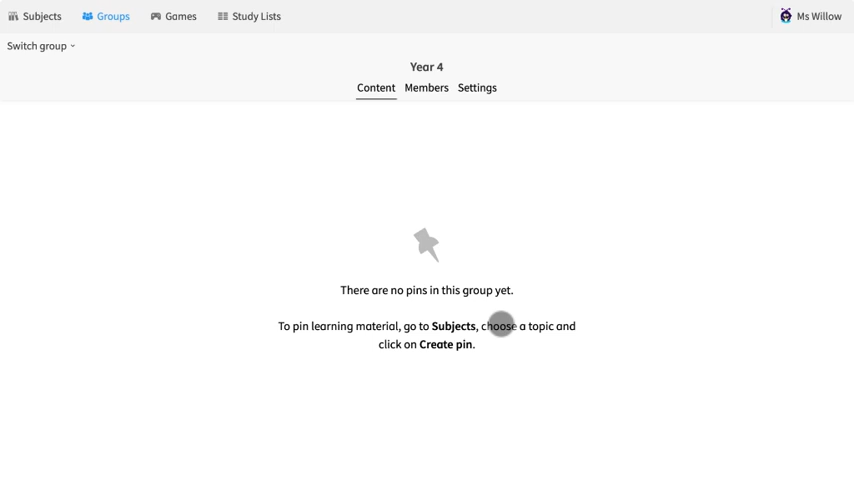 Subjects Groups Games Study Lists Ms Willow
Switch group
Year 4
Content Members Settings
There are no pins in this group yet.
To pin learning material, go to Subjects, choose a topic and
click on Create pin.